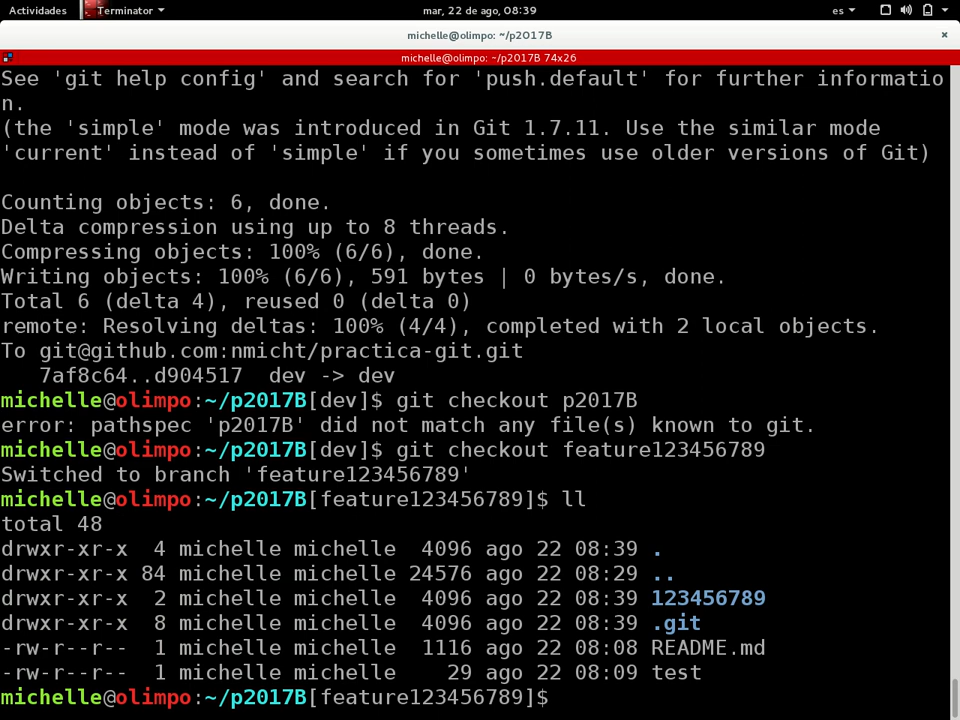 Actividades Terminator mar, 22 de ago, 08:39 es
michelle@olimpo: ~/p2017B
michelle@olimpo: ~/p2017B 74x26
See 'git help config' and search for 'push.default' for further informatio
n.
(the 'simple' mode was introduced in Git 1.7.11. Use the similar mode
'current' instead of 'simple' if you sometimes use older versions of Git)
Counting objects: 6, done.
Delta compression using up to 8 threads.
Compressing objects: 100% (6/6), done.
Writing objects: 100% (6/6), 591 bytes | 0 bytes/s, done.
Total 6 (delta 4), reused 0 (delta 0)
remote: Resolving deltas: 100% (4/4), completed with 2 local objects.
To git@github.com:nmicht/practica-git.git
   7af8c64..d904517  dev -> dev
michelle@olimpo:~/p2017B[dev]$ git checkout p2017B
error: pathspec 'p2017B' did not match any file(s) known to git.
michelle@olimpo:~/p2017B[dev]$ git checkout feature123456789
Switched to branch 'feature123456789'
michelle@olimpo:~/p2017B[feature123456789]$ ll
total 48
drwxr-xr-x  4 michelle michelle  4096 ago 22 08:39 .
drwxr-xr-x 84 michelle michelle 24576 ago 22 08:29 ..
drwxr-xr-x  2 michelle michelle  4096 ago 22 08:39 123456789
drwxr-xr-x  8 michelle michelle  4096 ago 22 08:39 .git
-rw-r--r--  1 michelle michelle  1116 ago 22 08:08 README.md
-rw-r--r--  1 michelle michelle    29 ago 22 08:09 test
michelle@olimpo:~/p2017B[feature123456789]$